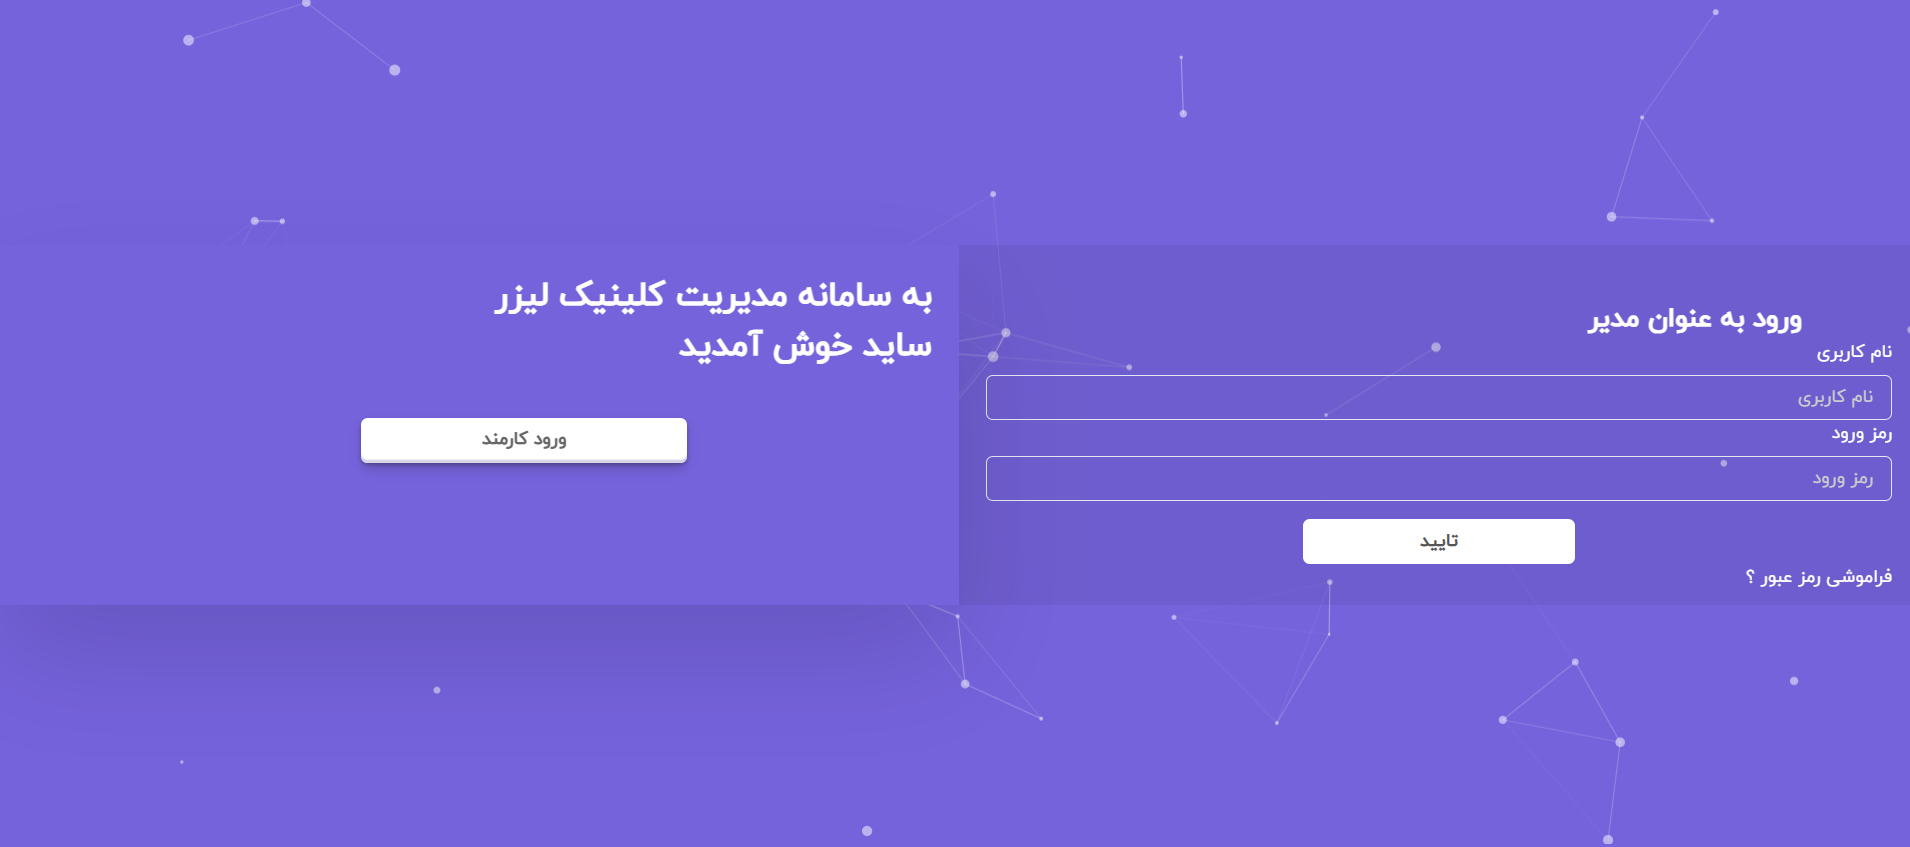 ورود به عنوان مدیر
نام کاربری
نام کاربری
رمز ورود
رمز ورود
تایید
فراموشی رمز عبور ؟
به سامانه مدیریت کلینیک لیزر
ساید خوش آمدید
ورود کارمند